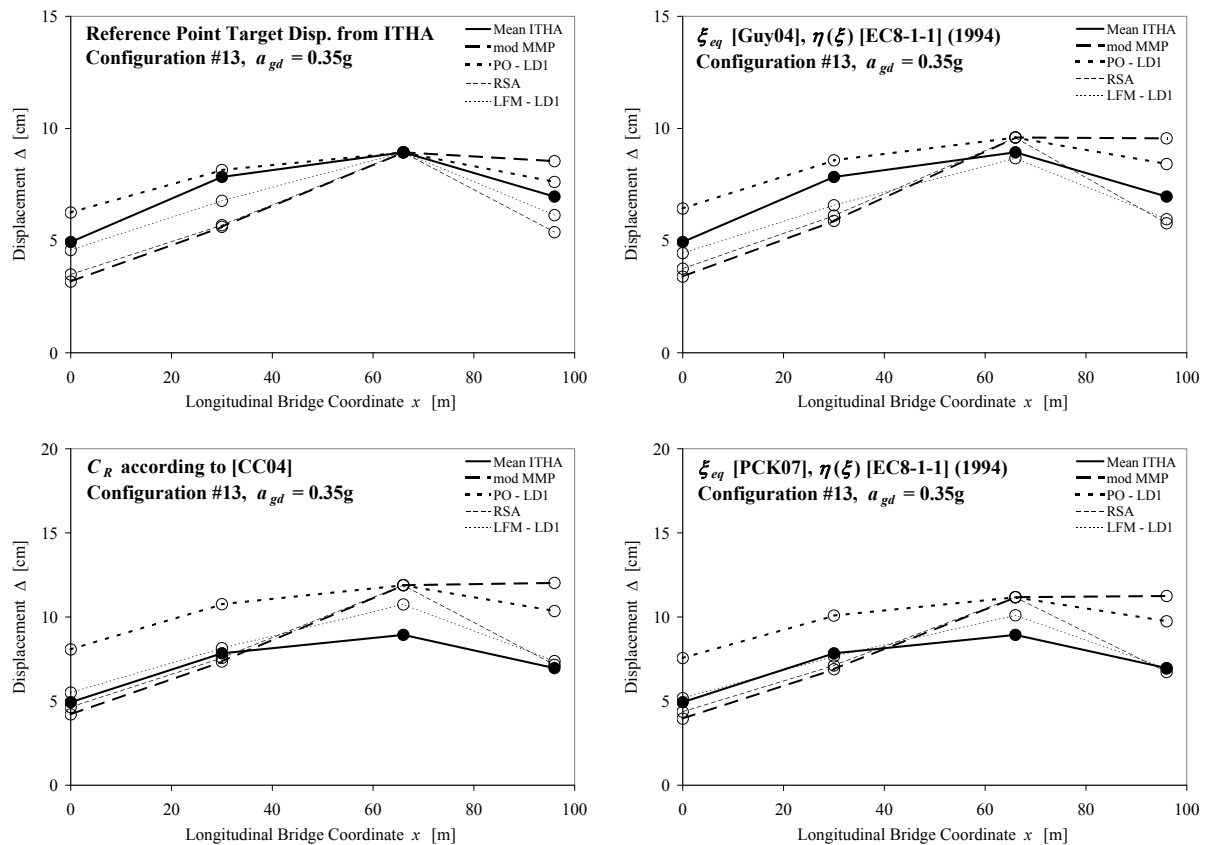 Reference Point Target Disp. from ITHA
Configuration #13, a gd = 0.35g
Mean ITHA
mod MMP
PO - LD1
RSA
LFM - LD1
15
10
5
0
Displacement Δ [cm]
0 20 40 60 80 100
Longitudinal Bridge Coordinate x [m]
ξ eq [Guy04], η(ξ) [EC8-1-1] (1994)
Configuration #13, a gd = 0.35g
Mean ITHA
mod MMP
PO - LD1
RSA
LFM - LD1
15
10
5
0
Displacement Δ [cm]
0 20 40 60 80 100
Longitudinal Bridge Coordinate x [m]
C R according to [CC04]
Configuration #13, a gd = 0.35g
Mean ITHA
mod MMP
PO - LD1
RSA
LFM - LD1
20
15
10
5
0
Displacement Δ [cm]
0 20 40 60 80 100
Longitudinal Bridge Coordinate x [m]
ξ eq [PCK07], η(ξ) [EC8-1-1] (1994)
Configuration #13, a gd = 0.35g
Mean ITHA
mod MMP
PO - LD1
RSA
LFM - LD1
20
15
10
5
0
Displacement Δ [cm]
0 20 40 60 80 100
Longitudinal Bridge Coordinate x [m]